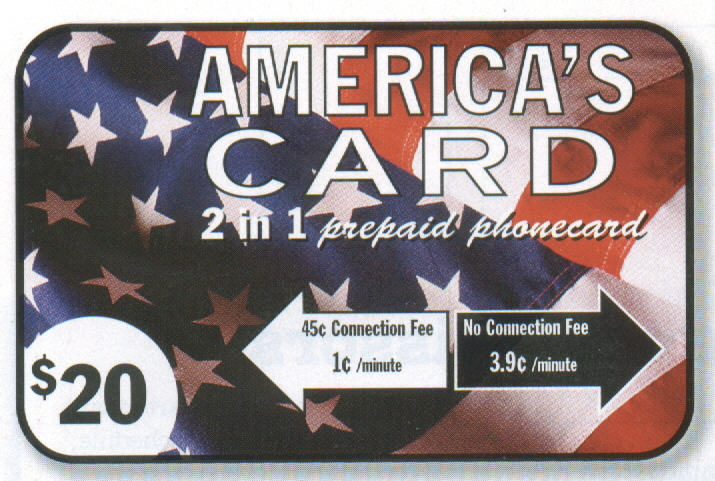 AMERICA'S
CARD
2 in 1 prepaid phonecard
45¢ Connection Fee
1¢ /minute
No Connection Fee
3.9¢ /minute
$20